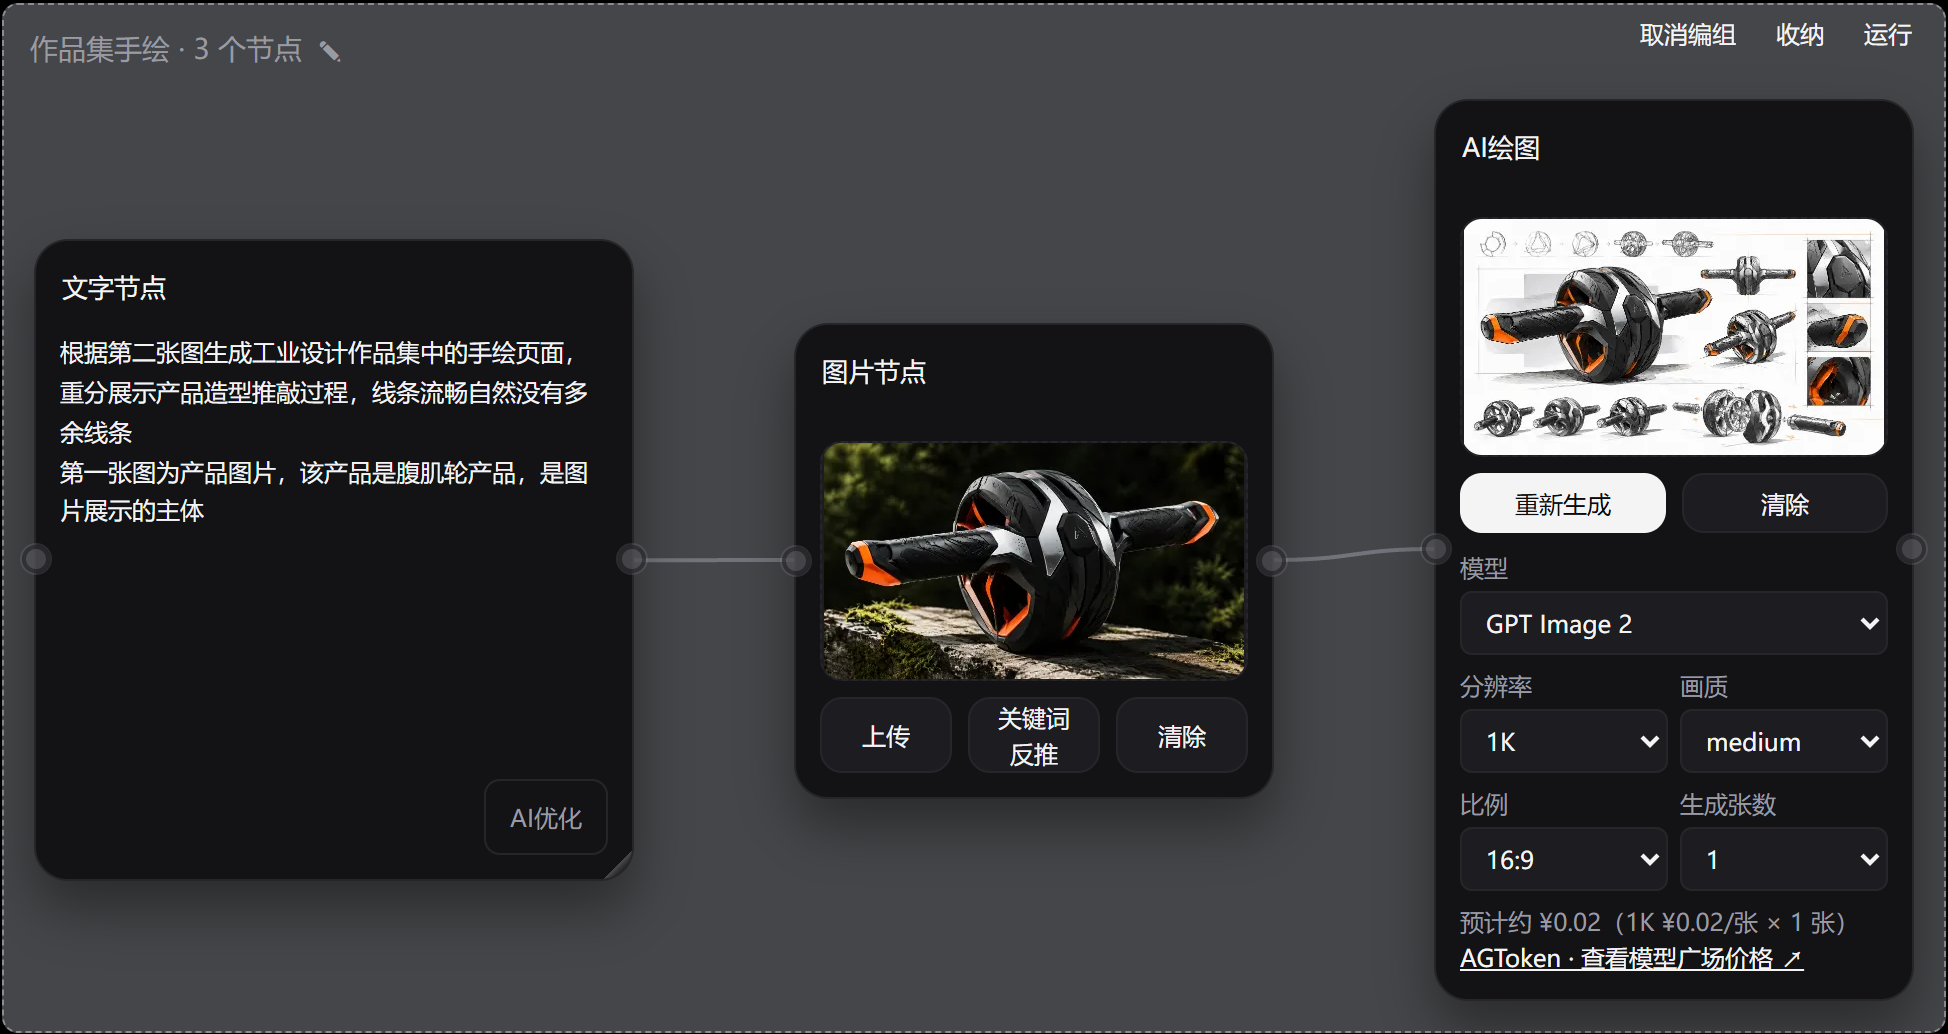 作品集手绘 · 3 个节点
取消编组 收纳 运行
文字节点
根据第二张图生成工业设计作品集中的手绘页面，
重分展示产品造型推敲过程，线条流畅自然没有多
余线条
第一张图为产品图片，该产品是腹肌轮产品，是图
片展示的主体
AI优化
图片节点
上传
关键词
反推
清除
AI绘图
重新生成
清除
模型
GPT Image 2
分辨率 画质
1K medium
比例 生成张数
16:9 1
预计约 ¥0.02（1K ¥0.02/张 × 1 张）
AGToken · 查看模型广场价格 ↗